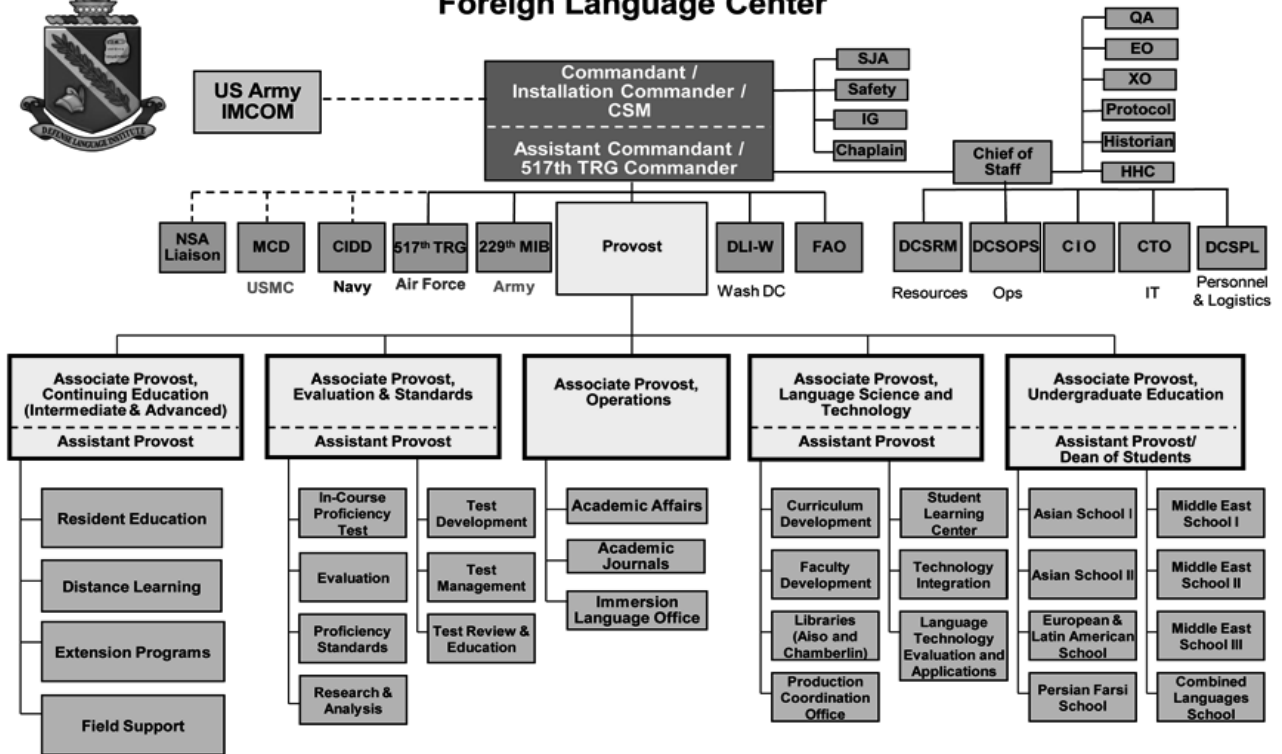 Foreign Language Center
DEFENSE LANGUAGE INSTITUTE
US Army
IMCOM
Commandant /
Installation Commander /
CSM
Assistant Commandant /
517th TRG Commander
SJA
Safety
IG
Chaplain
Chief of
Staff
QA
EO
XO
Protocol
Historian
HHC
NSA
Liaison
MCD
USMC
CIDD
Navy
517th TRG
Air Force
229th MIB
Army
Provost
DLI-W
Wash DC
FAO
DCSRM
Resources
DCSOPS
Ops
CIO
CTO
IT
DCSPL
Personnel
& Logistics
Associate Provost,
Continuing Education
(Intermediate & Advanced)
Assistant Provost
Resident Education
Distance Learning
Extension Programs
Field Support
Associate Provost,
Evaluation & Standards
Assistant Provost
In-Course
Proficiency
Test
Evaluation
Proficiency
Standards
Research &
Analysis
Test
Development
Test
Management
Test Review &
Education
Associate Provost,
Operations
Academic Affairs
Academic
Journals
Immersion
Language Office
Associate Provost,
Language Science and
Technology
Assistant Provost
Curriculum
Development
Faculty
Development
Libraries
(Aiso and
Chamberlin)
Production
Coordination
Office
Student
Learning
Center
Technology
Integration
Language
Technology
Evaluation and
Applications
Associate Provost,
Undergraduate Education
Assistant Provost/
Dean of Students
Asian School I
Asian School II
European &
Latin American
School
Persian Farsi
School
Middle East
School I
Middle East
School II
Middle East
School III
Combined
Languages
School